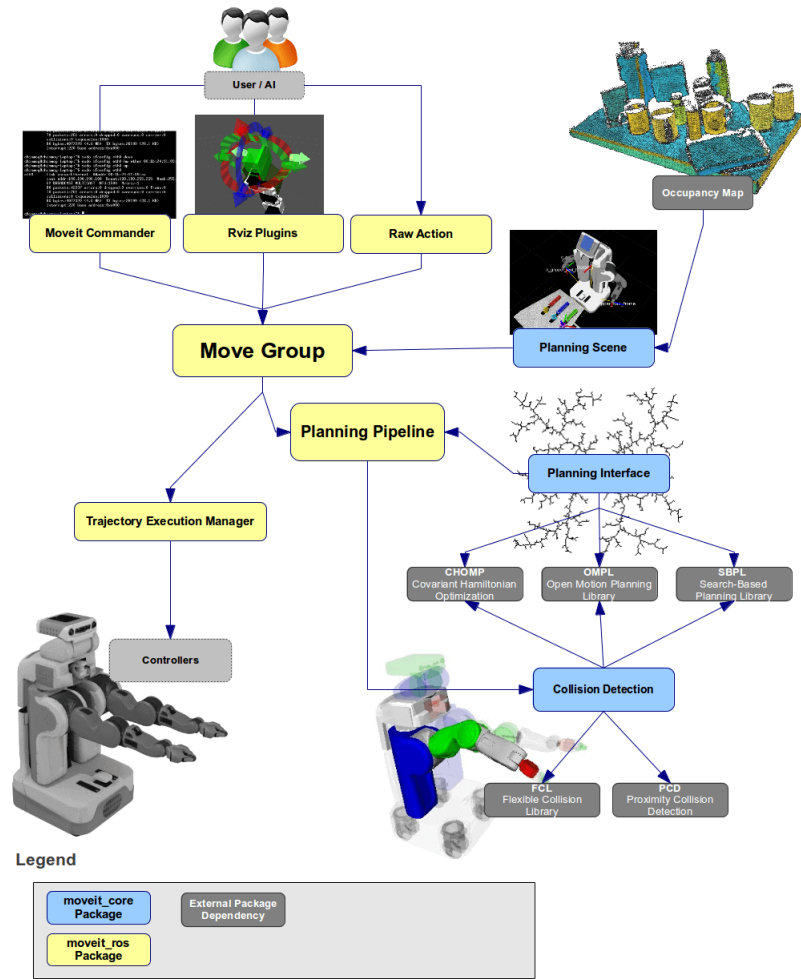 User / AI
Occupancy Map
Moveit Commander
Rviz Plugins
Raw Action
Move Group
Planning Scene
Planning Pipeline
Planning Interface
Trajectory Execution Manager
CHOMP
Covariant Hamiltonian
Optimization
OMPL
Open Motion Planning
Library
SBPL
Search-Based
Planning Library
Controllers
Collision Detection
FCL
Flexible Collision
Library
PCD
Proximity Collision
Detection
Legend
moveit_core
Package
External Package
Dependency
moveit_ros
Package